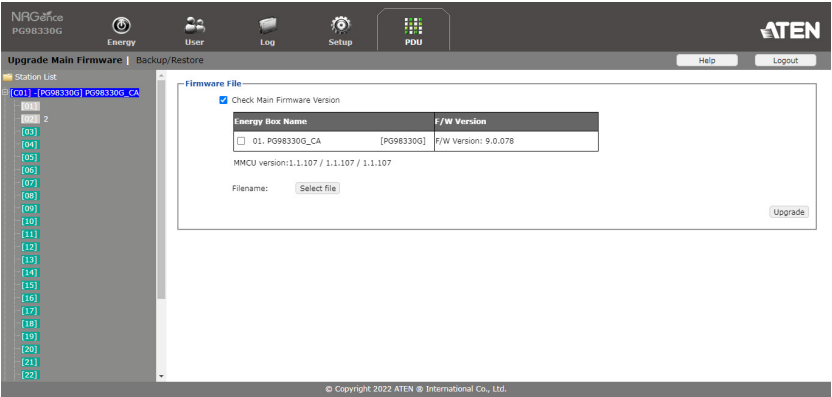 NRGence
PG98330G
Energy
User
Log
Setup
PDU
ATEN
Upgrade Main Firmware | Backup/Restore
Help
Logout
Station List
[C01] -[PG98330G] PG98330G_CA
[01]
[02] 2
[03]
[04]
[05]
[06]
[07]
[08]
[09]
[10]
[11]
[12]
[13]
[14]
[15]
[16]
[17]
[18]
[19]
[20]
[21]
[22]
Firmware File
Check Main Firmware Version
Energy Box Name F/W Version
01. PG98330G_CA [PG98330G] F/W Version: 9.0.078
MMCU version:1.1.107 / 1.1.107 / 1.1.107
Filename: Select file
Upgrade
© Copyright 2022 ATEN ® International Co., Ltd.